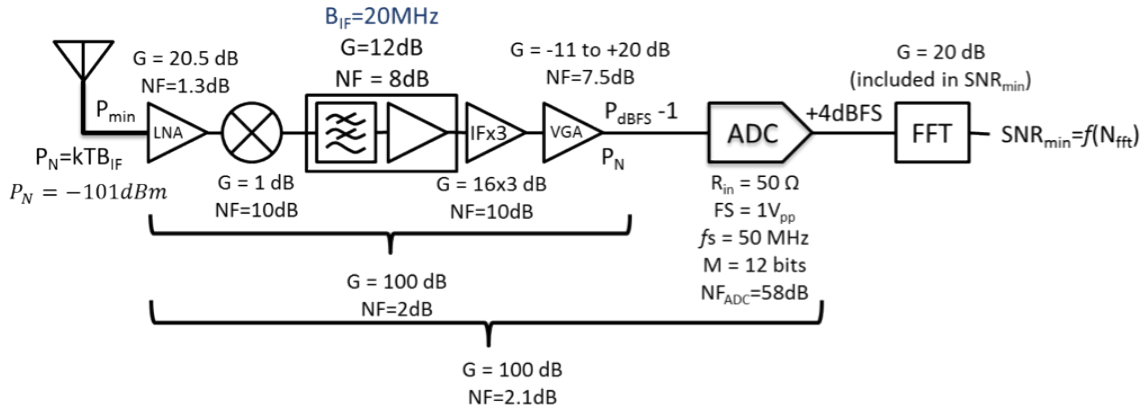 B_IF=20MHz
G=12dB
NF = 8dB
G = 20.5 dB
NF=1.3dB
G = -11 to +20 dB
NF=7.5dB
G = 20 dB
(included in SNR_min)
P_min
LNA
IFx3
VGA
P_dBFS -1
ADC
+4dBFS
FFT
SNR_min=f(N_fft)
P_N=kTB_IF
P_N = −101dBm
P_N
G = 1 dB
NF=10dB
G = 16x3 dB
NF=10dB
R_in = 50 Ω
FS = 1V_pp
fs = 50 MHz
M = 12 bits
NF_ADC=58dB
G = 100 dB
NF=2dB
G = 100 dB
NF=2.1dB